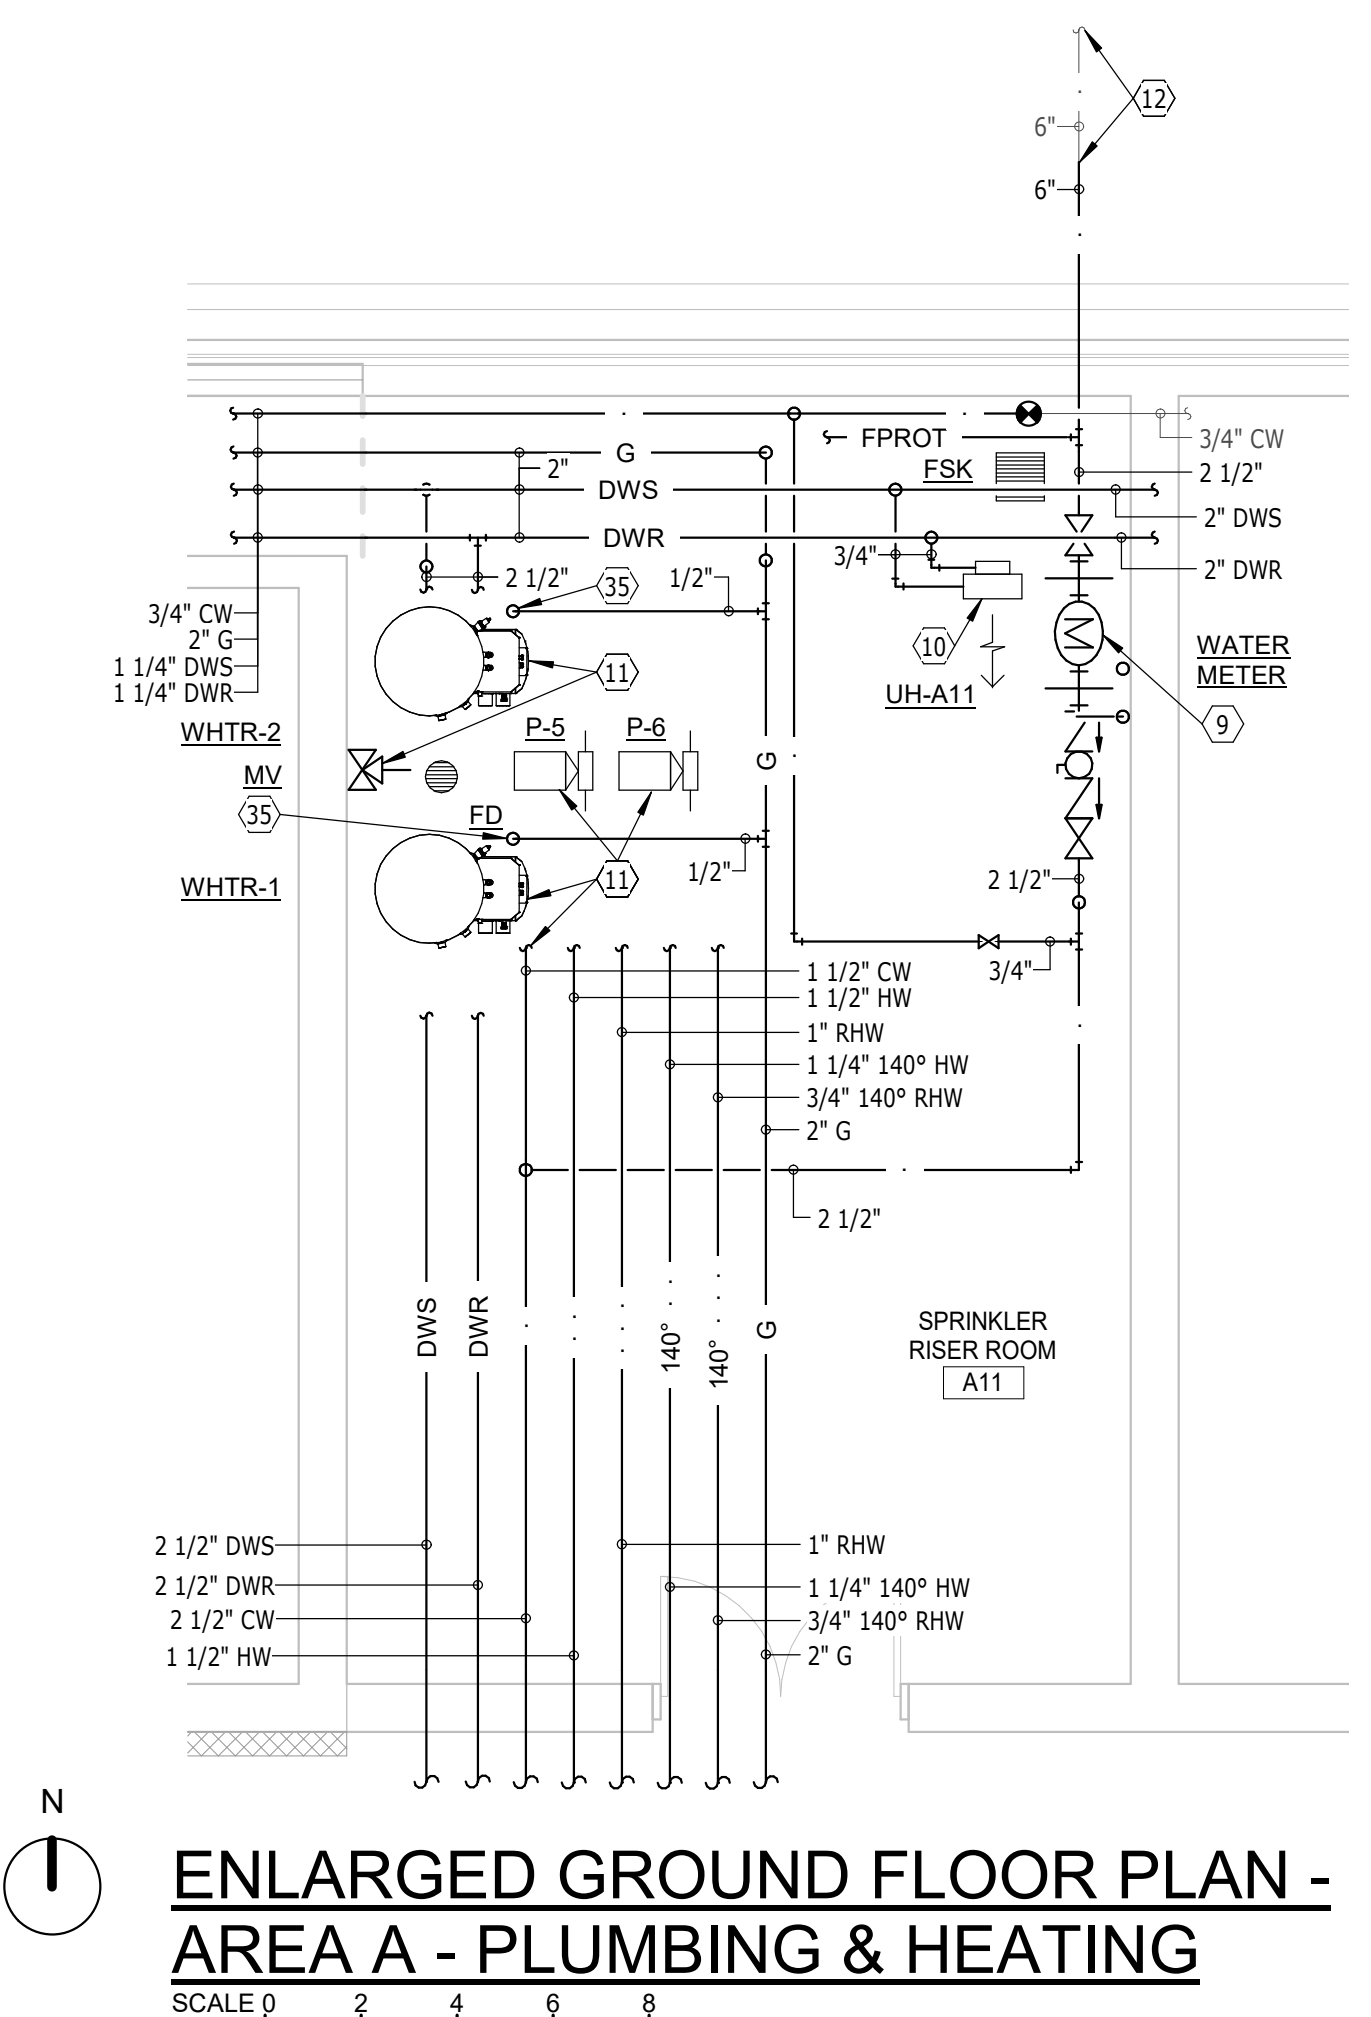 12
6"
6"
FPROT
3/4" CW
G
FSK
2 1/2"
2"
DWS
2" DWS
DWR
3/4"
2" DWR
2 1/2"
35
1/2"
3/4" CW
2" G
1 1/4" DWS
1 1/4" DWR
10
WATER
METER
11
UH-A11
M
9
WHTR-2
P-5
P-6
MV
G
35
FD
1/2"
11
2 1/2"
WHTR-1
3/4"
1 1/2" CW
1 1/2" HW
1" RHW
1 1/4" 140° HW
3/4" 140° RHW
2" G
2 1/2"
DWS
DWR
140°
140°
G
SPRINKLER
RISER ROOM
A11
2 1/2" DWS
2 1/2" DWR
2 1/2" CW
1 1/2" HW
1" RHW
1 1/4" 140° HW
3/4" 140° RHW
2" G
N
ENLARGED GROUND FLOOR PLAN -
AREA A - PLUMBING & HEATING
SCALE 0 2 4 6 8